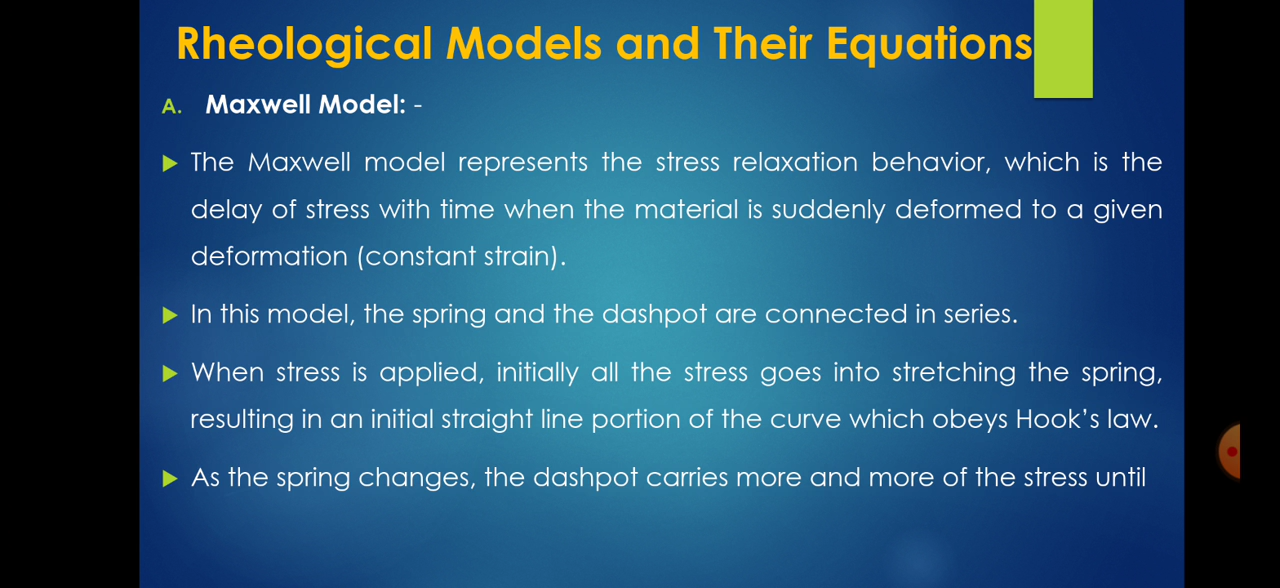 Rheological Models and Their Equations
A. Maxwell Model: -
The Maxwell model represents the stress relaxation behavior, which is the
delay of stress with time when the material is suddenly deformed to a given
deformation (constant strain).
In this model, the spring and the dashpot are connected in series.
When stress is applied, initially all the stress goes into stretching the spring,
resulting in an initial straight line portion of the curve which obeys Hook's law.
As the spring changes, the dashpot carries more and more of the stress until